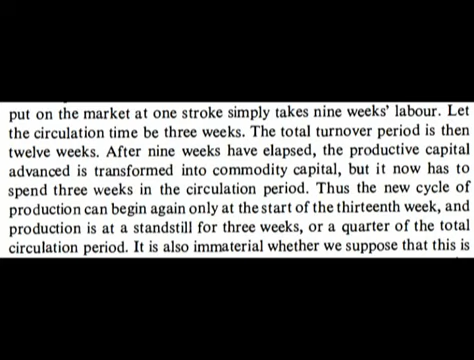 put on the market at one stroke simply takes nine weeks' labour. Let
the circulation time be three weeks. The total turnover period is then
twelve weeks. After nine weeks have elapsed, the productive capital
advanced is transformed into commodity capital, but it now has to
spend three weeks in the circulation period. Thus the new cycle of
production can begin again only at the start of the thirteenth week, and
production is at a standstill for three weeks, or a quarter of the total
circulation period. It is also immaterial whether we suppose that this is